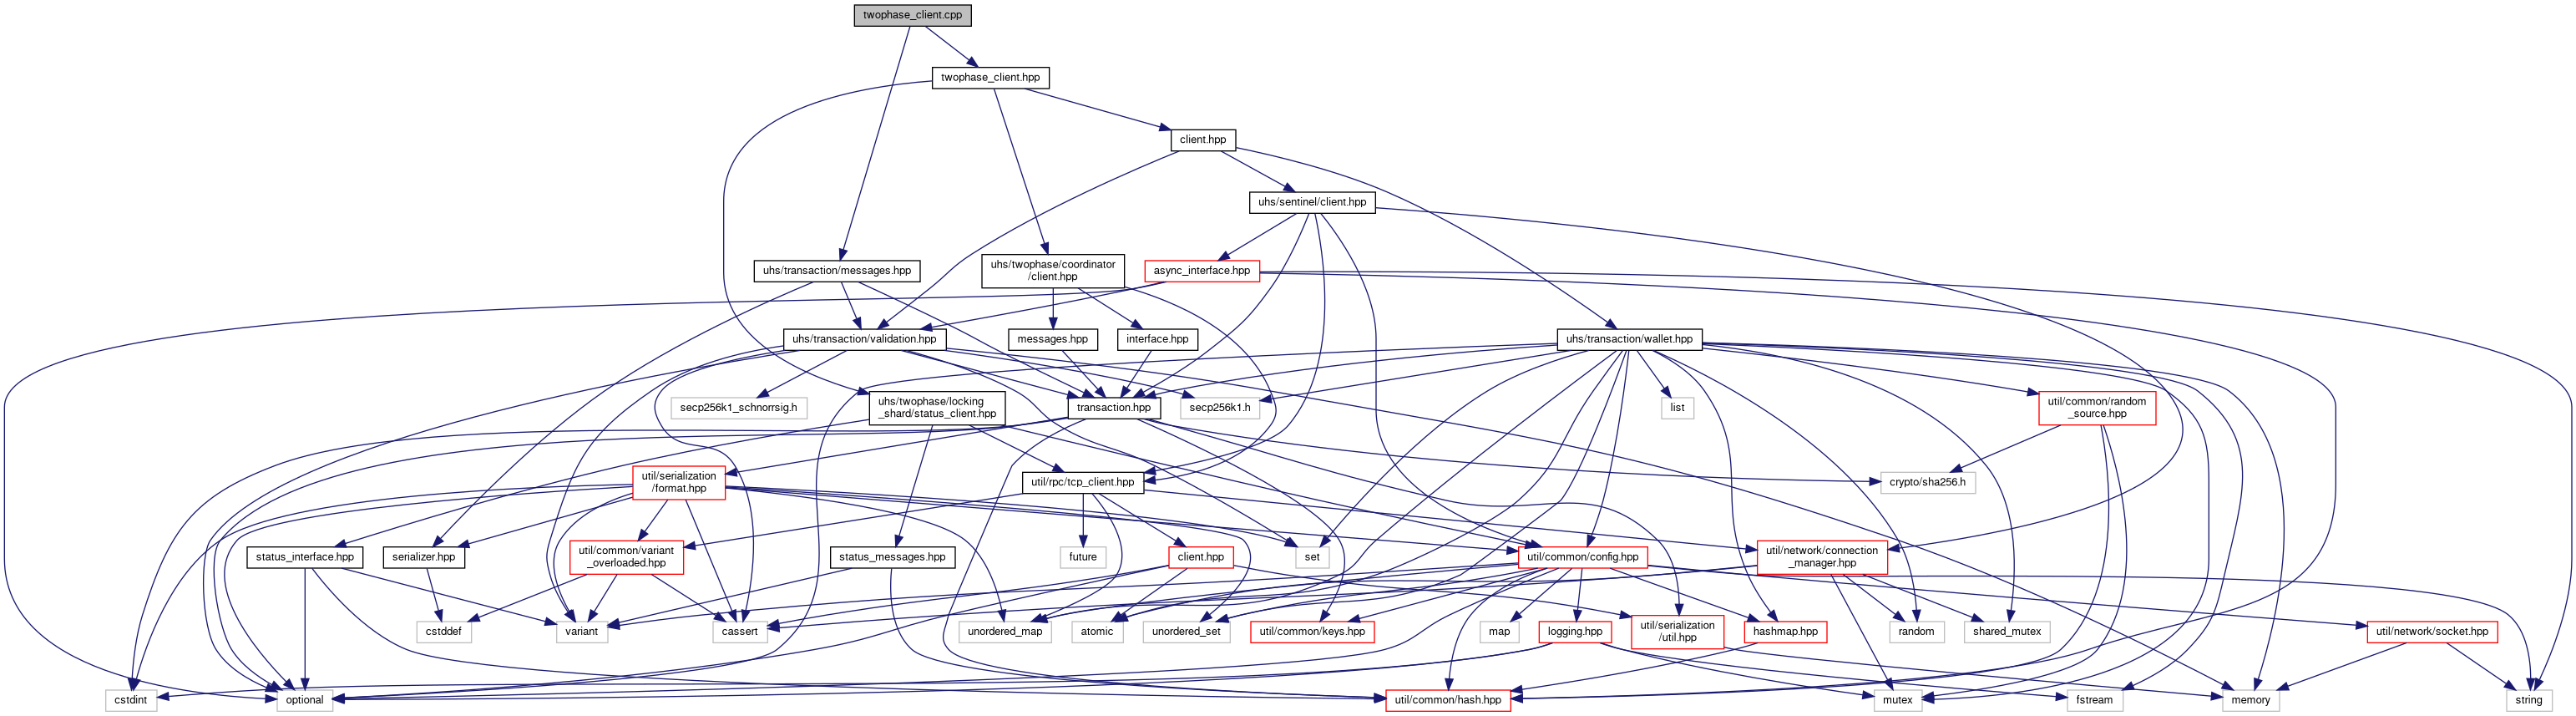 twophase_client.cpp
twophase_client.hpp
client.hpp
uhs/sentinel/client.hpp
uhs/transaction/messages.hpp
uhs/twophase/coordinator
/client.hpp
async_interface.hpp
uhs/transaction/validation.hpp
messages.hpp
interface.hpp
uhs/transaction/wallet.hpp
secp256k1_schnorrsig.h
uhs/twophase/locking
_shard/status_client.hpp
transaction.hpp
secp256k1.h
list
util/common/random
_source.hpp
util/serialization
/format.hpp
util/rpc/tcp_client.hpp
crypto/sha256.h
status_interface.hpp
serializer.hpp
util/common/variant
_overloaded.hpp
status_messages.hpp
future
client.hpp
set
util/common/config.hpp
util/network/connection
_manager.hpp
cstddef
variant
cassert
unordered_map
atomic
unordered_set
util/common/keys.hpp
map
logging.hpp
util/serialization
/util.hpp
hashmap.hpp
random
shared_mutex
util/network/socket.hpp
cstdint
optional
util/common/hash.hpp
mutex
fstream
memory
string